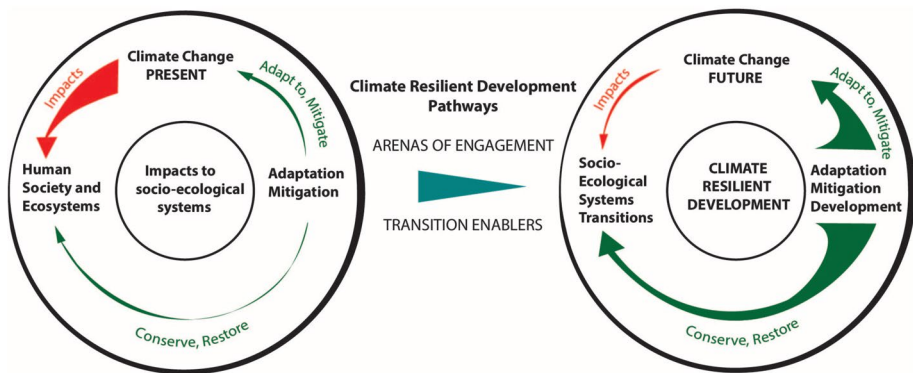 Climate Change
PRESENT
Impacts
Adapt to, Mitigate
Human
Society and
Ecosystems
Impacts to
socio-ecological
systems
Adaptation
Mitigation
Conserve, Restore
Climate Resilient Development
Pathways
ARENAS OF ENGAGEMENT
TRANSITION ENABLERS
Climate Change
FUTURE
Impacts
Adapt to, Mitigate
Socio-
Ecological
Systems
Transitions
CLIMATE
RESILIENT
DEVELOPMENT
Adaptation
Mitigation
Development
Conserve, Restore